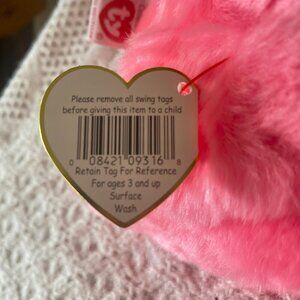 ty
Please remove all swing tags
before giving this item to a child
0 08421 09316 8
Retain Tag For Reference
For ages 3 and up
Surface
Wash